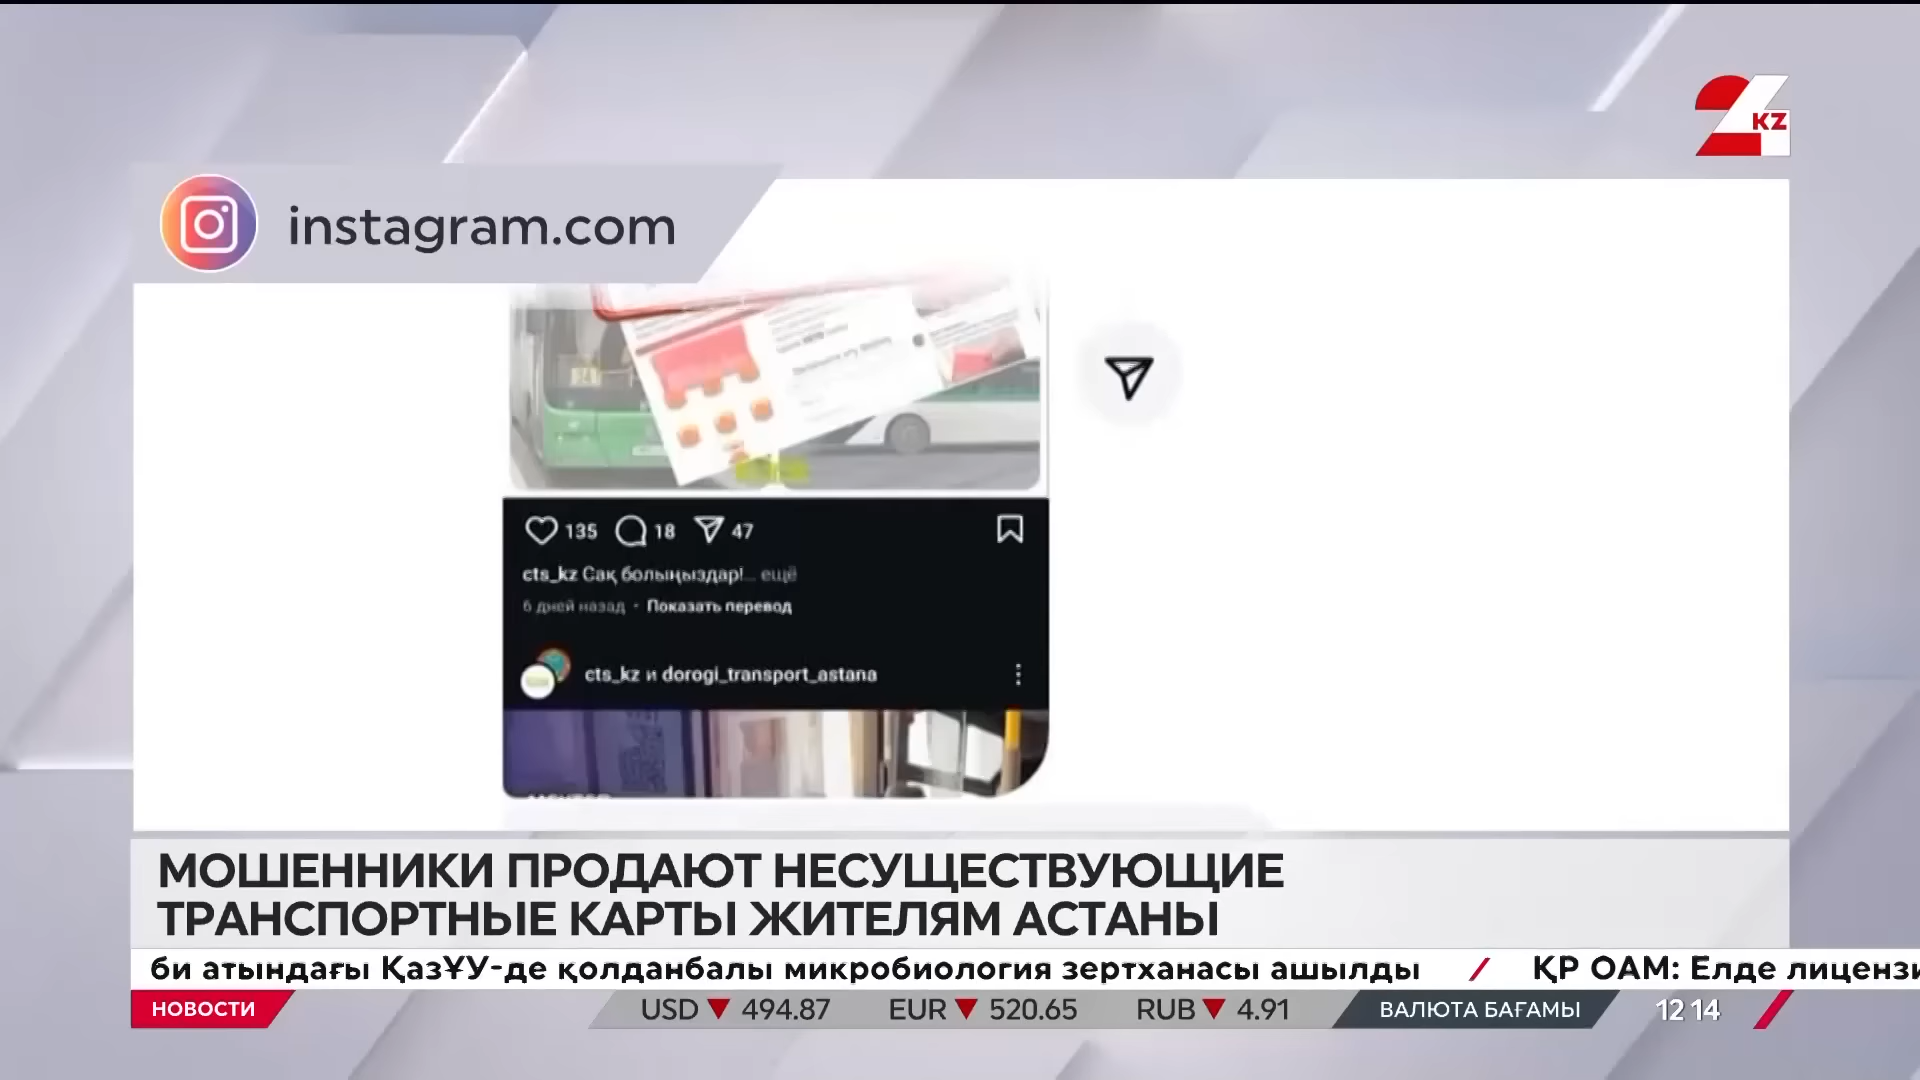 24 KZ
instagram.com
135 18 47
cts_kz Сақ болыңыздар!... ещё
6 дней назад • Показать перевод
cts_kz и dorogi_transport_astana
МОШЕННИКИ ПРОДАЮТ НЕСУЩЕСТВУЮЩИЕ
ТРАНСПОРТНЫЕ КАРТЫ ЖИТЕЛЯМ АСТАНЫ
би атындағы ҚазҰУ-де қолданбалы микробиология зертханасы ашылды / ҚР ОАМ: Елде лицензи
НОВОСТИ USD ▼ 494.87 EUR ▼ 520.65 RUB ▼ 4.91 ВАЛЮТА БАҒАМЫ 12 14